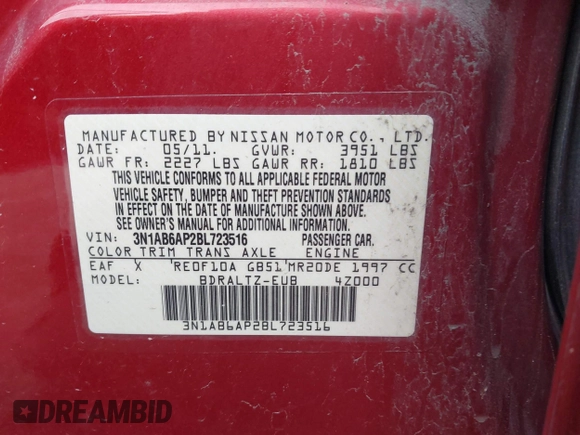 MANUFACTURED BY NISSAN MOTOR CO., LTD.
DATE: 05/11. GVWR: 3951 LBS
GAWR FR: 2227 LBS GAWR RR: 1810 LBS
THIS VEHICLE CONFORMS TO ALL APPLICABLE FEDERAL MOTOR
VEHICLE SAFETY, BUMPER AND THEFT PREVENTION STANDARDS
IN EFFECT ON THE DATE OF MANUFACTURE SHOWN ABOVE.
SEE OWNER'S MANUAL FOR ADDITIONAL INFORMATION.
VIN: 3N1AB6AP2BL723516 PASSENGER CAR.
COLOR TRIM TRANS AXLE ENGINE
EAF X 'RE0F10A GB51'MR20DE 1997 CC
MODEL: BDRALTZ-EUB 4Z000
3N1AB6AP2BL723516
DREAMBID